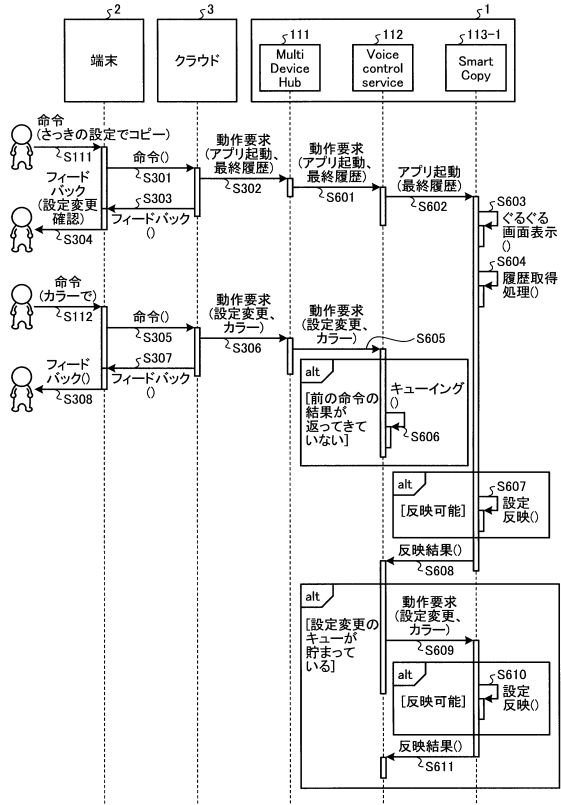 2
3
1
111
112
113-1
端末
クラウド
Multi
Device
Hub
Voice
control
service
Smart
Copy
命令
(さっきの設定でコピー)
S111
命令()
S301
動作要求
(アプリ起動、
最終履歴)
S302
動作要求
(アプリ起動、
最終履歴)
S601
アプリ起動
(最終履歴)
S602
フィード
バック
(設定変更
確認)
S304
S303
フィードバック
()
S603
ぐるぐる
画面表示
()
S604
履歴取得
処理()
命令
(カラーで)
S112
命令()
S305
動作要求
(設定変更、
カラー)
S306
動作要求
(設定変更、
カラー)
S605
フィード
バック()
S308
S307
フィードバック
()
alt
[前の命令の
結果が
返ってきて
いない]
キューイング
()
S606
alt
[反映可能]
S607
設定
反映()
反映結果()
S608
alt
[設定変更の
キューが
貯まって
いる]
動作要求
(設定変更、
カラー)
S609
alt
[反映可能]
S610
設定
反映()
反映結果()
S611